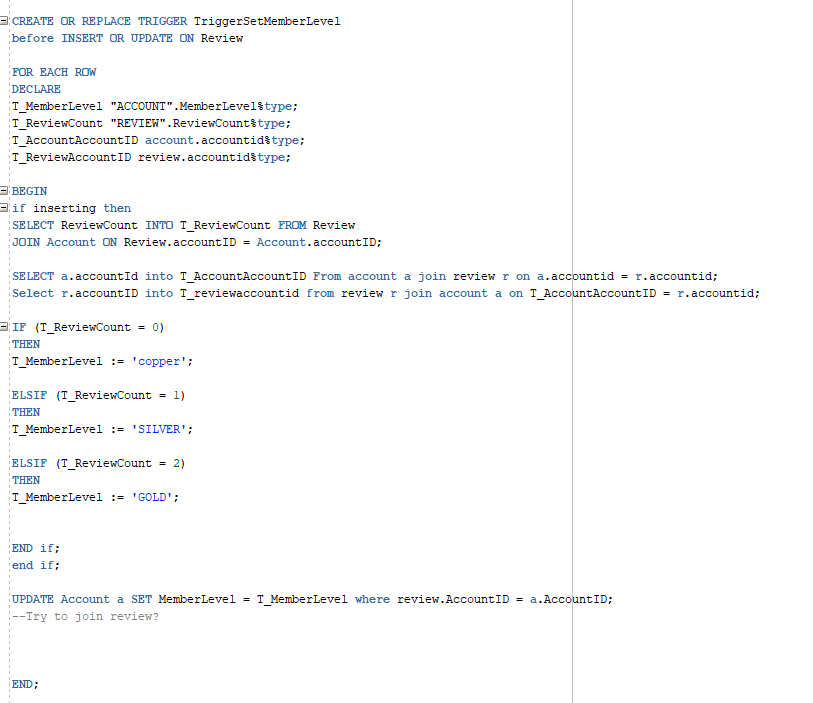 CREATE OR REPLACE TRIGGER TriggerSetMemberLevel
before INSERT OR UPDATE ON Review
FOR EACH ROW
DECLARE
T_MemberLevel "ACCOUNT".MemberLevel%type;
T_ReviewCount "REVIEW".ReviewCount%type;
T_AccountAccountID account.accountid%type;
T_ReviewAccountID review.accountid%type;
BEGIN
if inserting then
SELECT ReviewCount INTO T_ReviewCount FROM Review
JOIN Account ON Review.accountID = Account.accountID;
SELECT a.accountId into T_AccountAccountID From account a join review r on a.accountid = r.accountid;
Select r.accountID into T_reviewaccountid from review r join account a on T_AccountAccountID = r.accountid;
IF (T_ReviewCount = 0)
THEN
T_MemberLevel := 'copper';
ELSIF (T_ReviewCount = 1)
THEN
T_MemberLevel := 'SILVER';
ELSIF (T_ReviewCount = 2)
THEN
T_MemberLevel := 'GOLD';
END if;
end if;
UPDATE Account a SET MemberLevel = T_MemberLevel where review.AccountID = a.AccountID;
--Try to join review?
END;